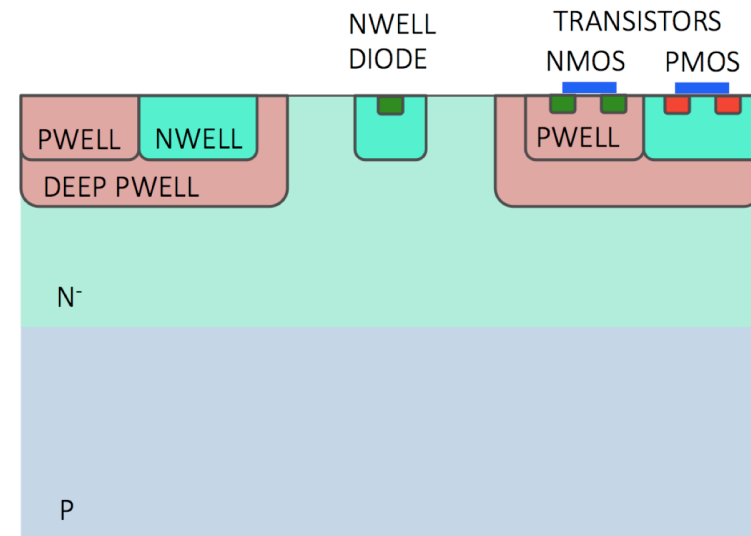 NWELL
DIODE
TRANSISTORS
NMOS PMOS
PWELL NWELL
DEEP PWELL
PWELL
N⁻
P